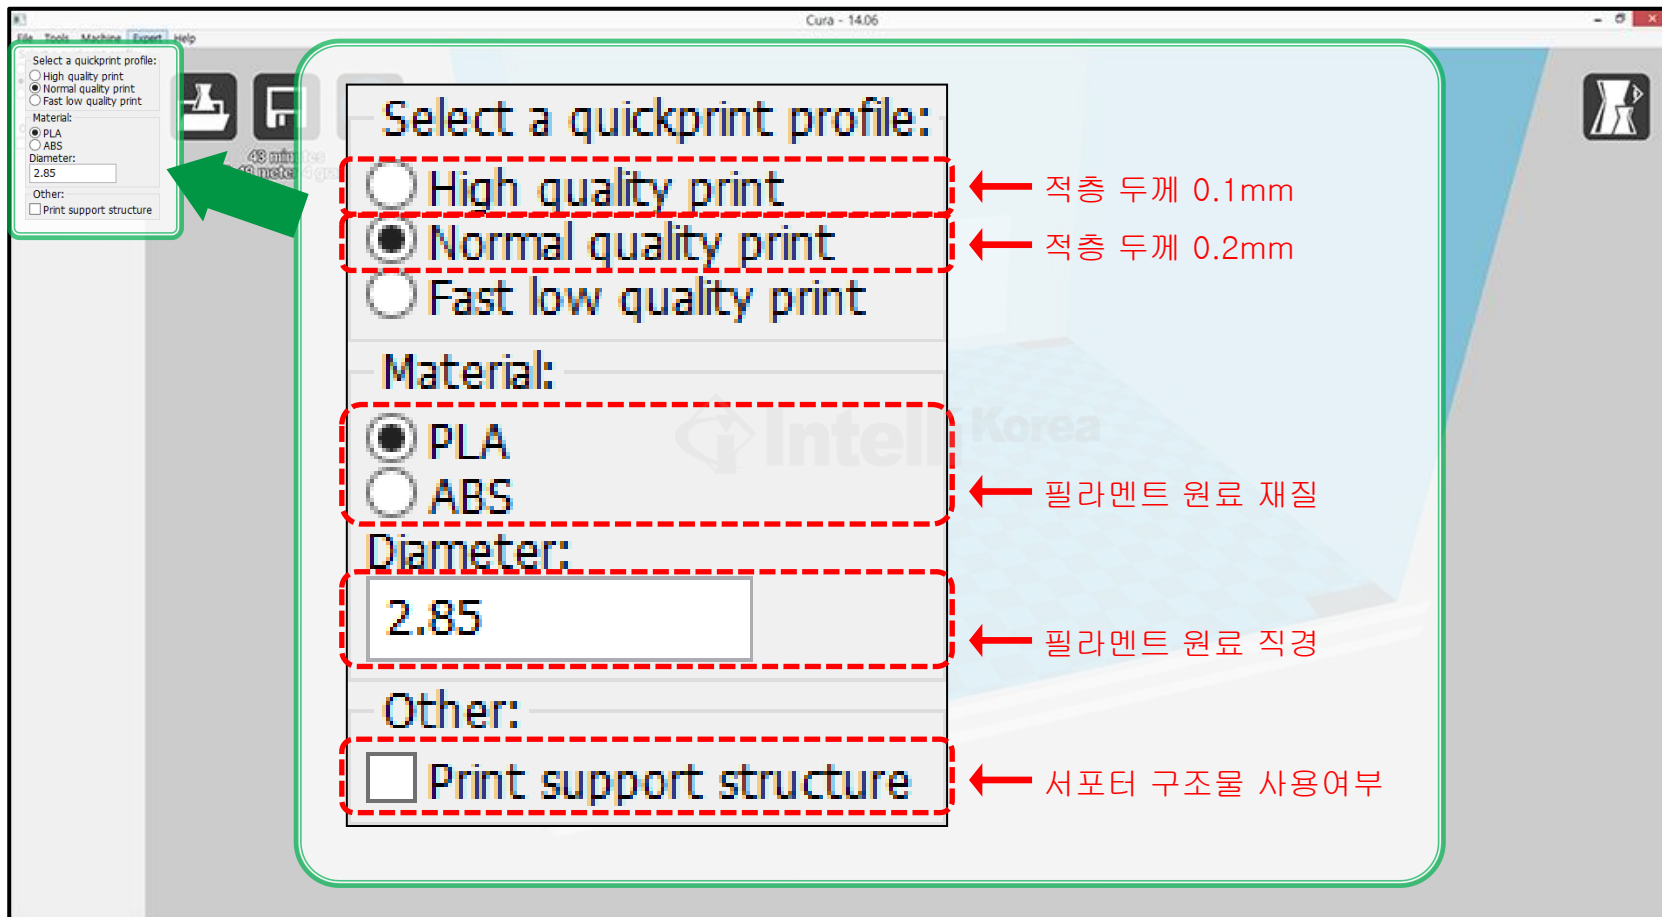 Cura - 14.06
File Tools Machine Expert Help
Select a quickprint profile:
High quality print
Normal quality print
Fast low quality print
Material:
PLA
ABS
Diameter:
2.85
Other:
Print support structure
43 minutes
Select a quickprint profile:
High quality print
적층 두께 0.1mm
Normal quality print
적층 두께 0.2mm
Fast low quality print
Material:
PLA
ABS
필라멘트 원료 재질
Diameter:
2.85
필라멘트 원료 직경
Other:
Print support structure
서포터 구조물 사용여부
Intelli Korea